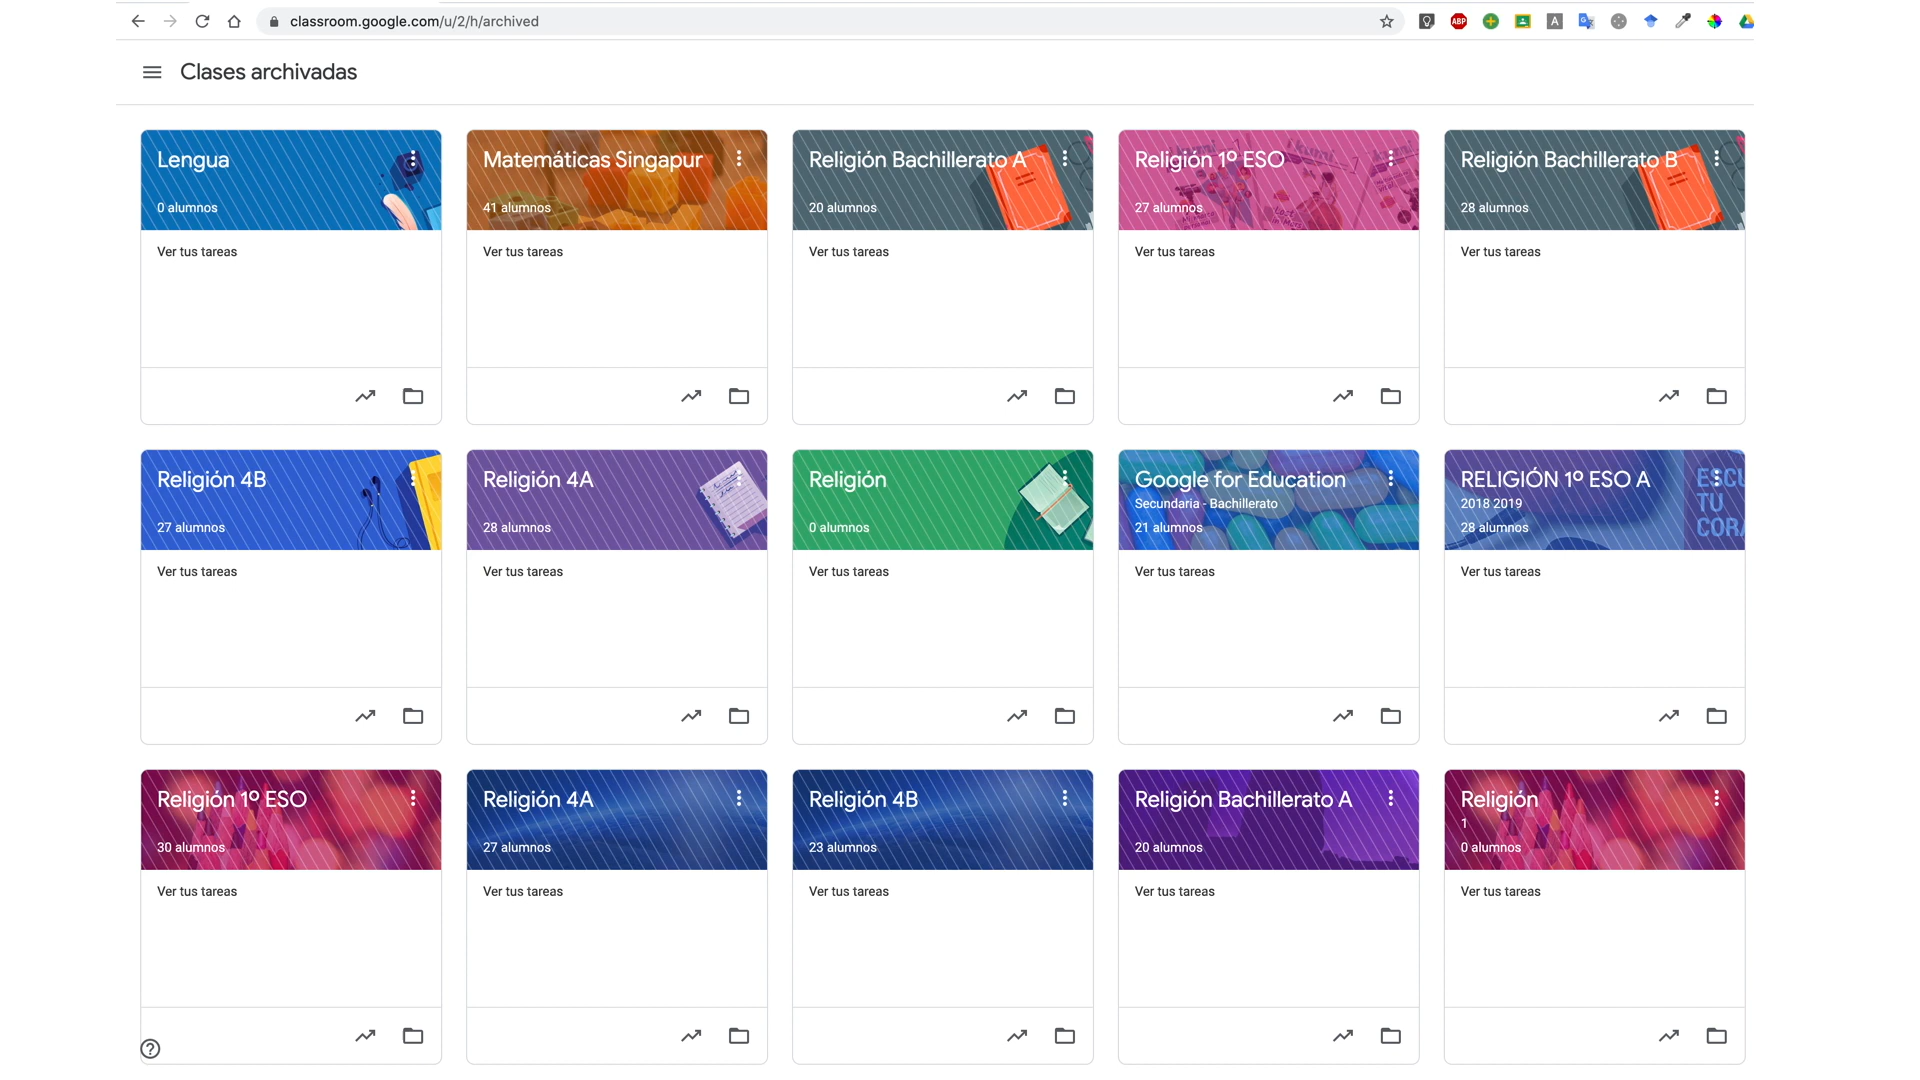 classroom.google.com/u/2/h/archived
ABP
A
Clases archivadas
Lengua
0 alumnos
Ver tus tareas
Matemáticas Singapur
41 alumnos
Ver tus tareas
Religión Bachillerato A
20 alumnos
Ver tus tareas
Religión 1º ESO
27 alumnos
Ver tus tareas
Religión Bachillerato B
28 alumnos
Ver tus tareas
Religión 4B
27 alumnos
Ver tus tareas
Religión 4A
28 alumnos
Ver tus tareas
Religión
0 alumnos
Ver tus tareas
Google for Education
Secundaria - Bachillerato
21 alumnos
Ver tus tareas
RELIGIÓN 1º ESO A
2018 2019
28 alumnos
ESCU
TU
CORA
Ver tus tareas
Religión 1º ESO
30 alumnos
Ver tus tareas
Religión 4A
27 alumnos
Ver tus tareas
Religión 4B
23 alumnos
Ver tus tareas
Religión Bachillerato A
20 alumnos
Ver tus tareas
Religión
1
0 alumnos
Ver tus tareas